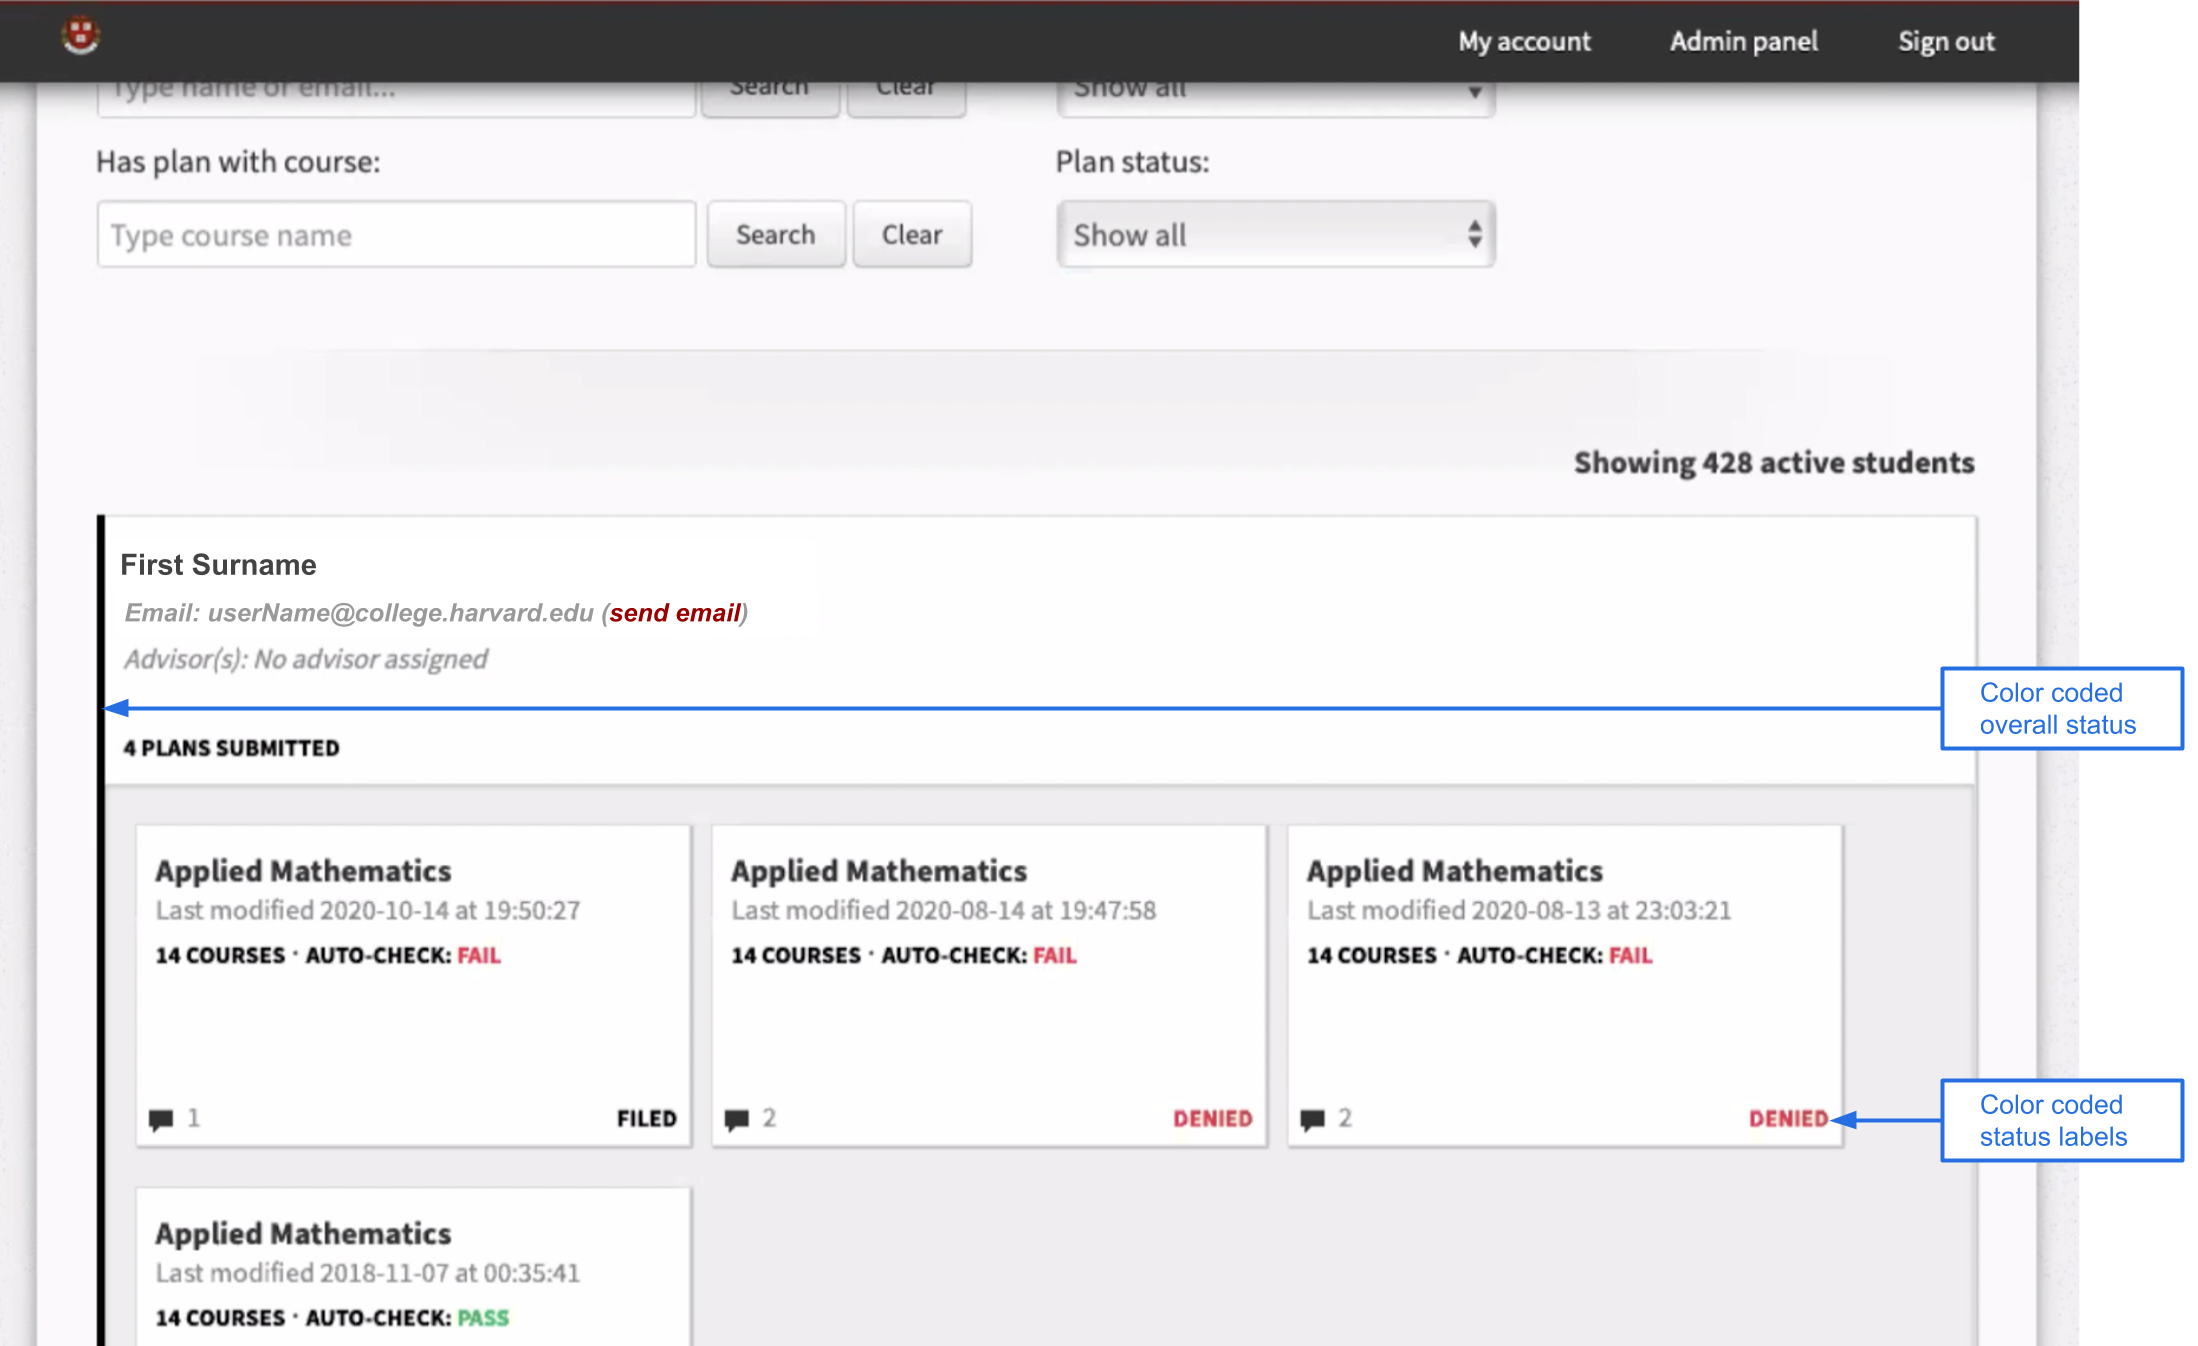 My account Admin panel Sign out
Type name or email... Search Clear Show all
Has plan with course: Plan status:
Type course name Search Clear Show all
Showing 428 active students
First Surname
Email: userName@college.harvard.edu (send email)
Advisor(s): No advisor assigned
Color coded
overall status
4 PLANS SUBMITTED
Applied Mathematics
Last modified 2020-10-14 at 19:50:27
14 COURSES · AUTO-CHECK: FAIL
1 FILED
Applied Mathematics
Last modified 2020-08-14 at 19:47:58
14 COURSES · AUTO-CHECK: FAIL
2 DENIED
Applied Mathematics
Last modified 2020-08-13 at 23:03:21
14 COURSES · AUTO-CHECK: FAIL
2 DENIED
Color coded
status labels
Applied Mathematics
Last modified 2018-11-07 at 00:35:41
14 COURSES · AUTO-CHECK: PASS